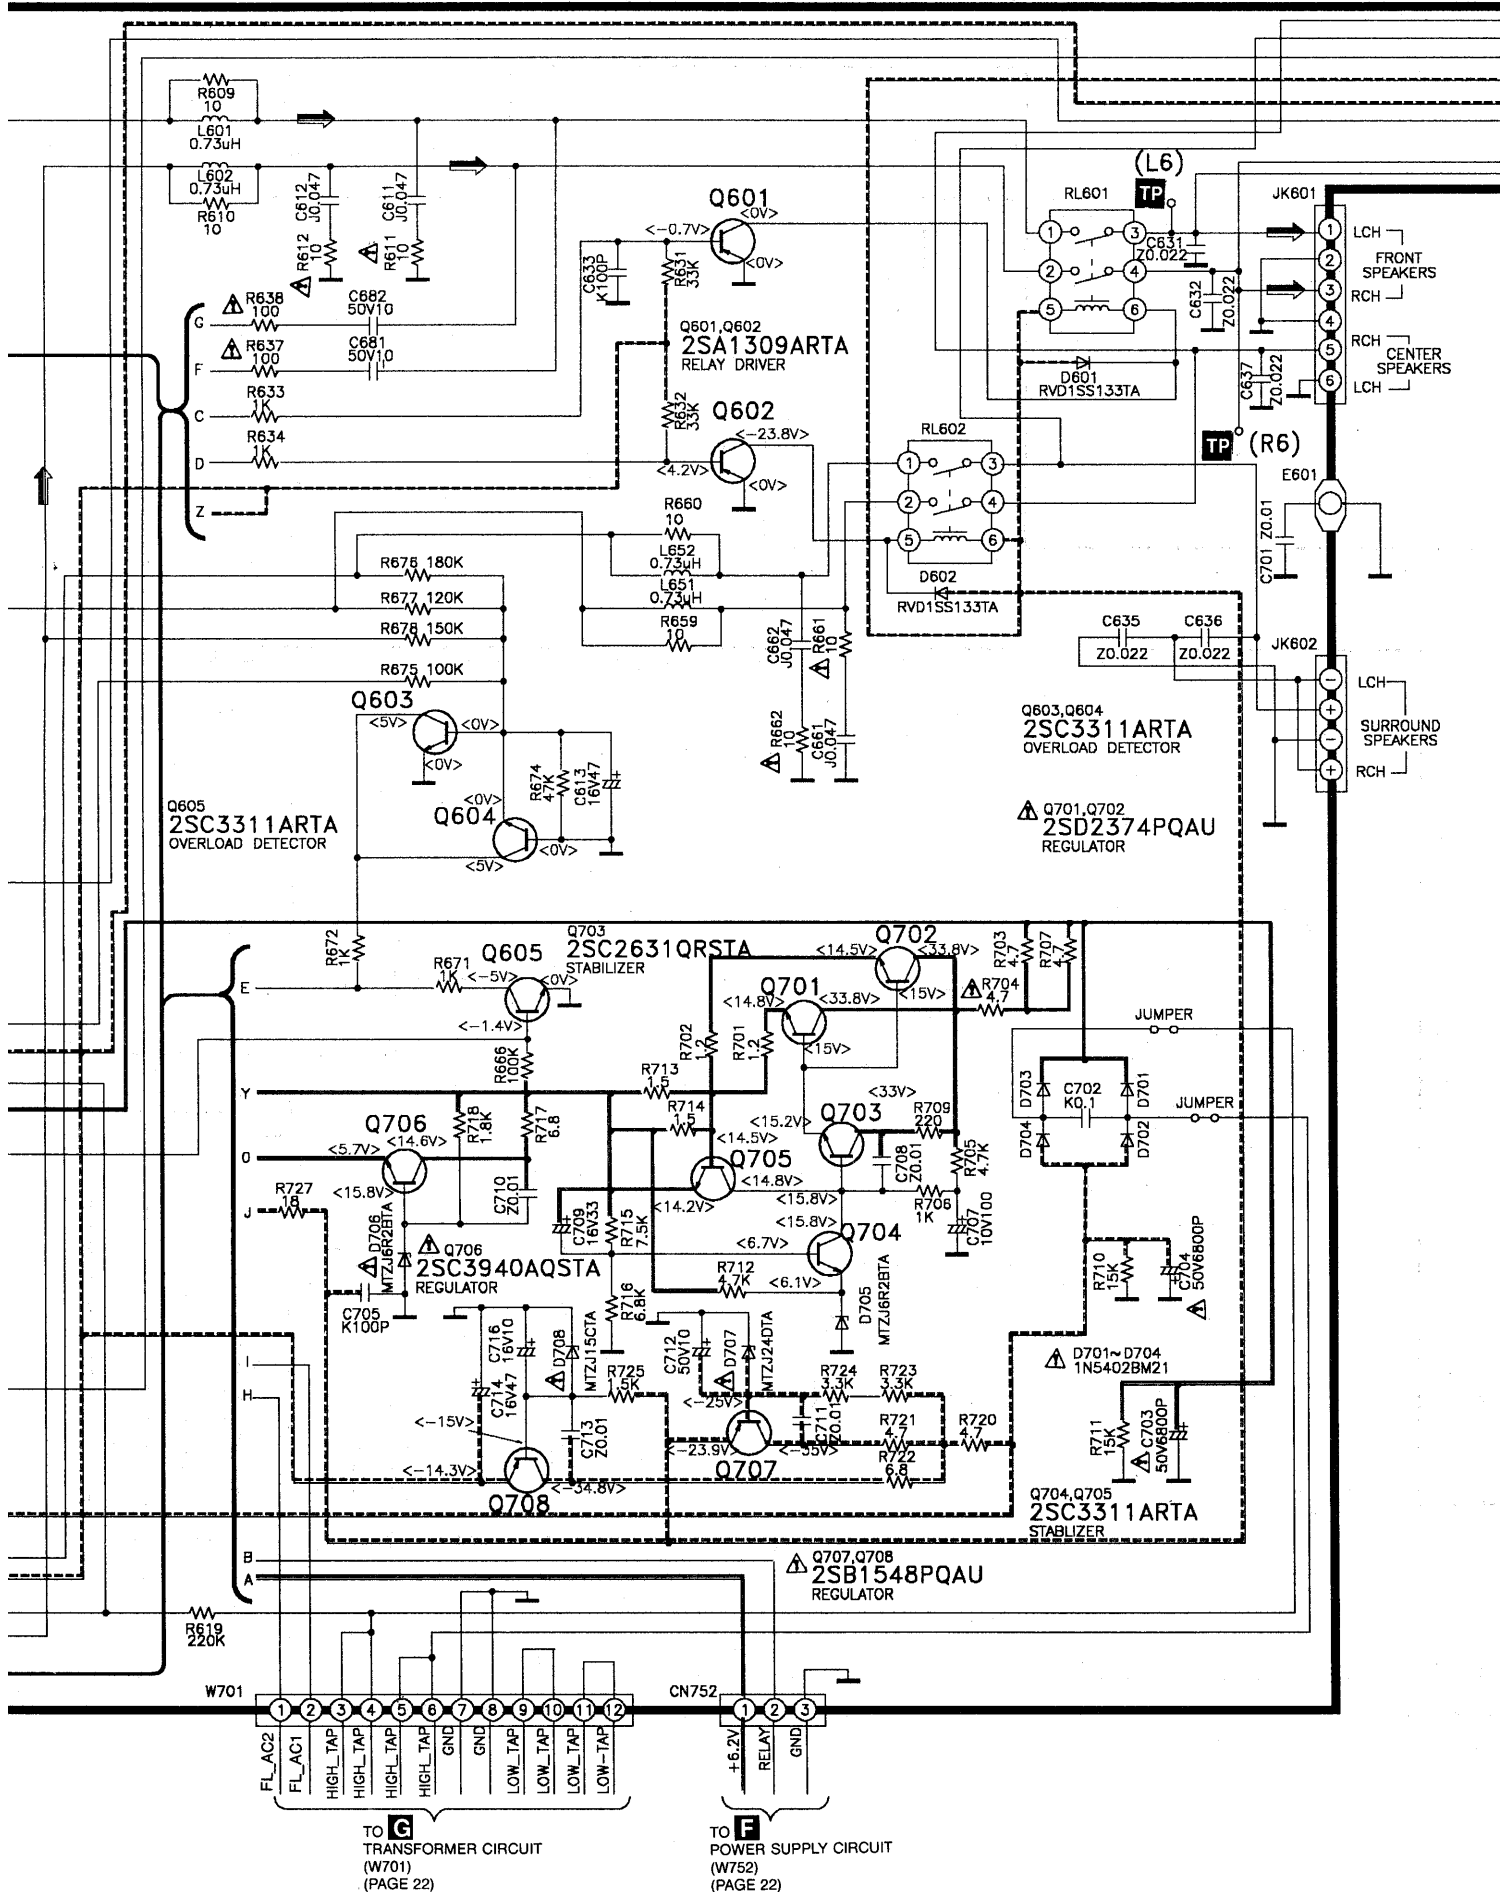 R609
10
L601
0.73uH
L602
0.73uH
R610
10
C612
J0.047
R612
10
C611
J0.047
R611
10
Q601
<0V>
<-0.7V>
<0V>
C633
K100P
R631
33K
Q601,Q602
2SA1309ARTA
RELAY DRIVER
R632
33K
Q602
<-23.8V>
<4.2V>
<0V>
G
R638
100
C682
50V10
F
R637
100
C681
50V10
C
R633
1K
D
R634
1K
Z
(L6)
TP
RL601
1
3
2
4
5
6
C631
Z0.022
C632
Z0.022
D601
RVD1SS133TA
C637
Z0.022
JK601
1
LCH
2
FRONT
SPEAKERS
3
RCH
4
5
RCH
CENTER
SPEAKERS
6
LCH
TP
(R6)
RL602
1
3
2
4
5
6
D602
RVD1SS133TA
E601
C701
Z0.01
R660
10
L652
0.73uH
L651
0.73uH
R659
10
R676 180K
R677 120K
R678 150K
R675 100K
C662
J0.047
R661
10
R662
10
C661
J0.047
C635
Z0.022
C636
Z0.022
JK602
-
LCH
+
SURROUND
SPEAKERS
-
+
RCH
Q603
<5V>
<0V>
<0V>
R674
47K
C613
16V47
<0V>
Q604
<0V>
<5V>
Q603,Q604
2SC3311ARTA
OVERLOAD DETECTOR
Q605
2SC3311ARTA
OVERLOAD DETECTOR
Q701,Q702
2SD2374PQAU
REGULATOR
R672
1K
E
R671
1K
Q605
<-5V>
<0V>
<-1.4V>
Q703
2SC2631QRSTA
STABILIZER
Q702
<14.5V>
<33.8V>
<15V>
Q701
<14.8V>
<33.8V>
<15V>
R703
4.7
R707
4.7
R704
4.7
R702
1.2
R701
1.2
R666
100K
Y
R713
1.5
R714
1.5
R718
1.8K
R717
6.8
Q706
<5.7V>
<14.6V>
<15.8V>
O
J
R727
18
C710
Z0.01
<14.5V>
Q705
<14.8V>
<14.2V>
<15.2V>
Q703
<33V>
R709
220
C708
Z0.01
R705
4.7K
<15.8V>
R706
1K
C707
10V100
<15.8V>
Q704
<6.7V>
<6.1V>
D706
MTZJ6R2BTA
Q706
2SC3940AQSTA
REGULATOR
C709
16V33
R715
7.5K
R712
4.7K
R716
6.8K
D705
MTZJ6R2BTA
C705
K100P
JUMPER
D703
C702
K0.1
D701
JUMPER
D704
D702
R710
15K
C704
50V6800P
D701~D704
1N5402BM21
R711
15K
C703
50V6800P
C716
16V10
C714
16V47
D708
MTZJ15CTA
R725
1.5K
C712
50V10
D707
MTZJ24DTA
R724
3.3K
R723
3.3K
<-25V>
C711
Z0.01
R721
4.7
R720
4.7
R722
6.8
<-15V>
C713
Z0.01
<-23.9V>
<-35V>
Q707
<-14.3V>
<-34.8V>
Q708
I
H
Q704,Q705
2SC3311ARTA
STABLIZER
Q707,Q708
2SB1548PQAU
REGULATOR
B
A
R619
220K
W701
1
2
3
4
5
6
7
8
9
10
11
12
FL_AC2
FL_AC1
HIGH_TAP
HIGH_TAP
HIGH_TAP
HIGH_TAP
GND
GND
LOW_TAP
LOW_TAP
LOW_TAP
LOW-TAP
CN752
1
2
3
+6.2V
RELAY
GND
TO G
TRANSFORMER CIRCUIT
(W701)
(PAGE 22)
TO F
POWER SUPPLY CIRCUIT
(W752)
(PAGE 22)